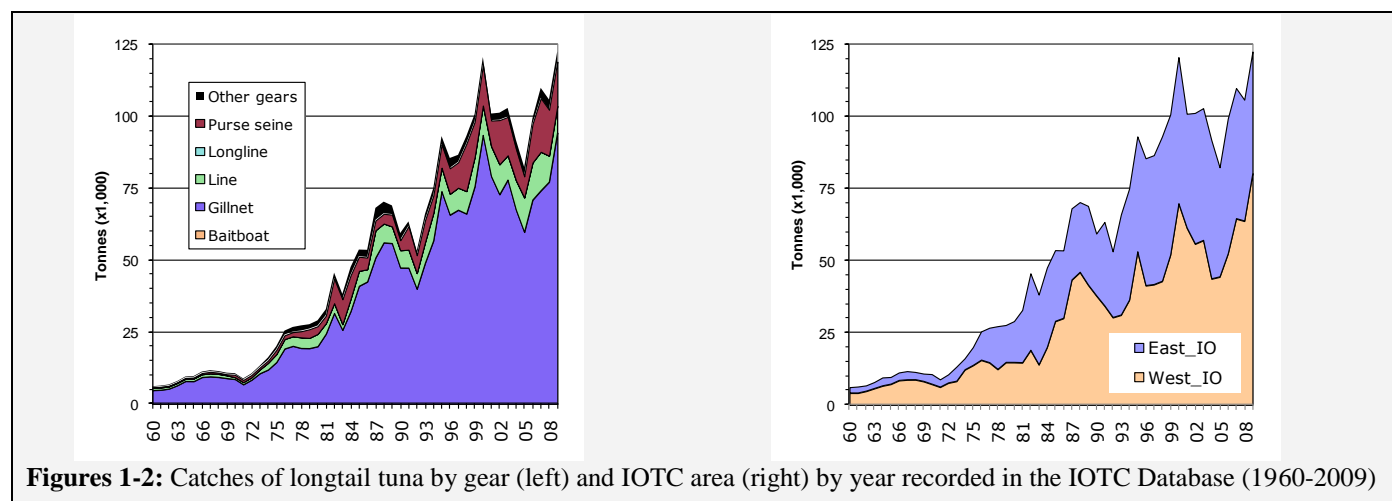 125
100
75
50
25
0
Tonnes (x1,000)
Other gears
Purse seine
Longline
Line
Gillnet
Baitboat
60 63 66 69 72 75 78 81 84 87 90 93 96 99 02 05 08
125
100
75
50
25
0
Tonnes (x1,000)
East_IO
West_IO
60 63 66 69 72 75 78 81 84 87 90 93 96 99 02 05 08
Figures 1-2: Catches of longtail tuna by gear (left) and IOTC area (right) by year recorded in the IOTC Database (1960-2009)